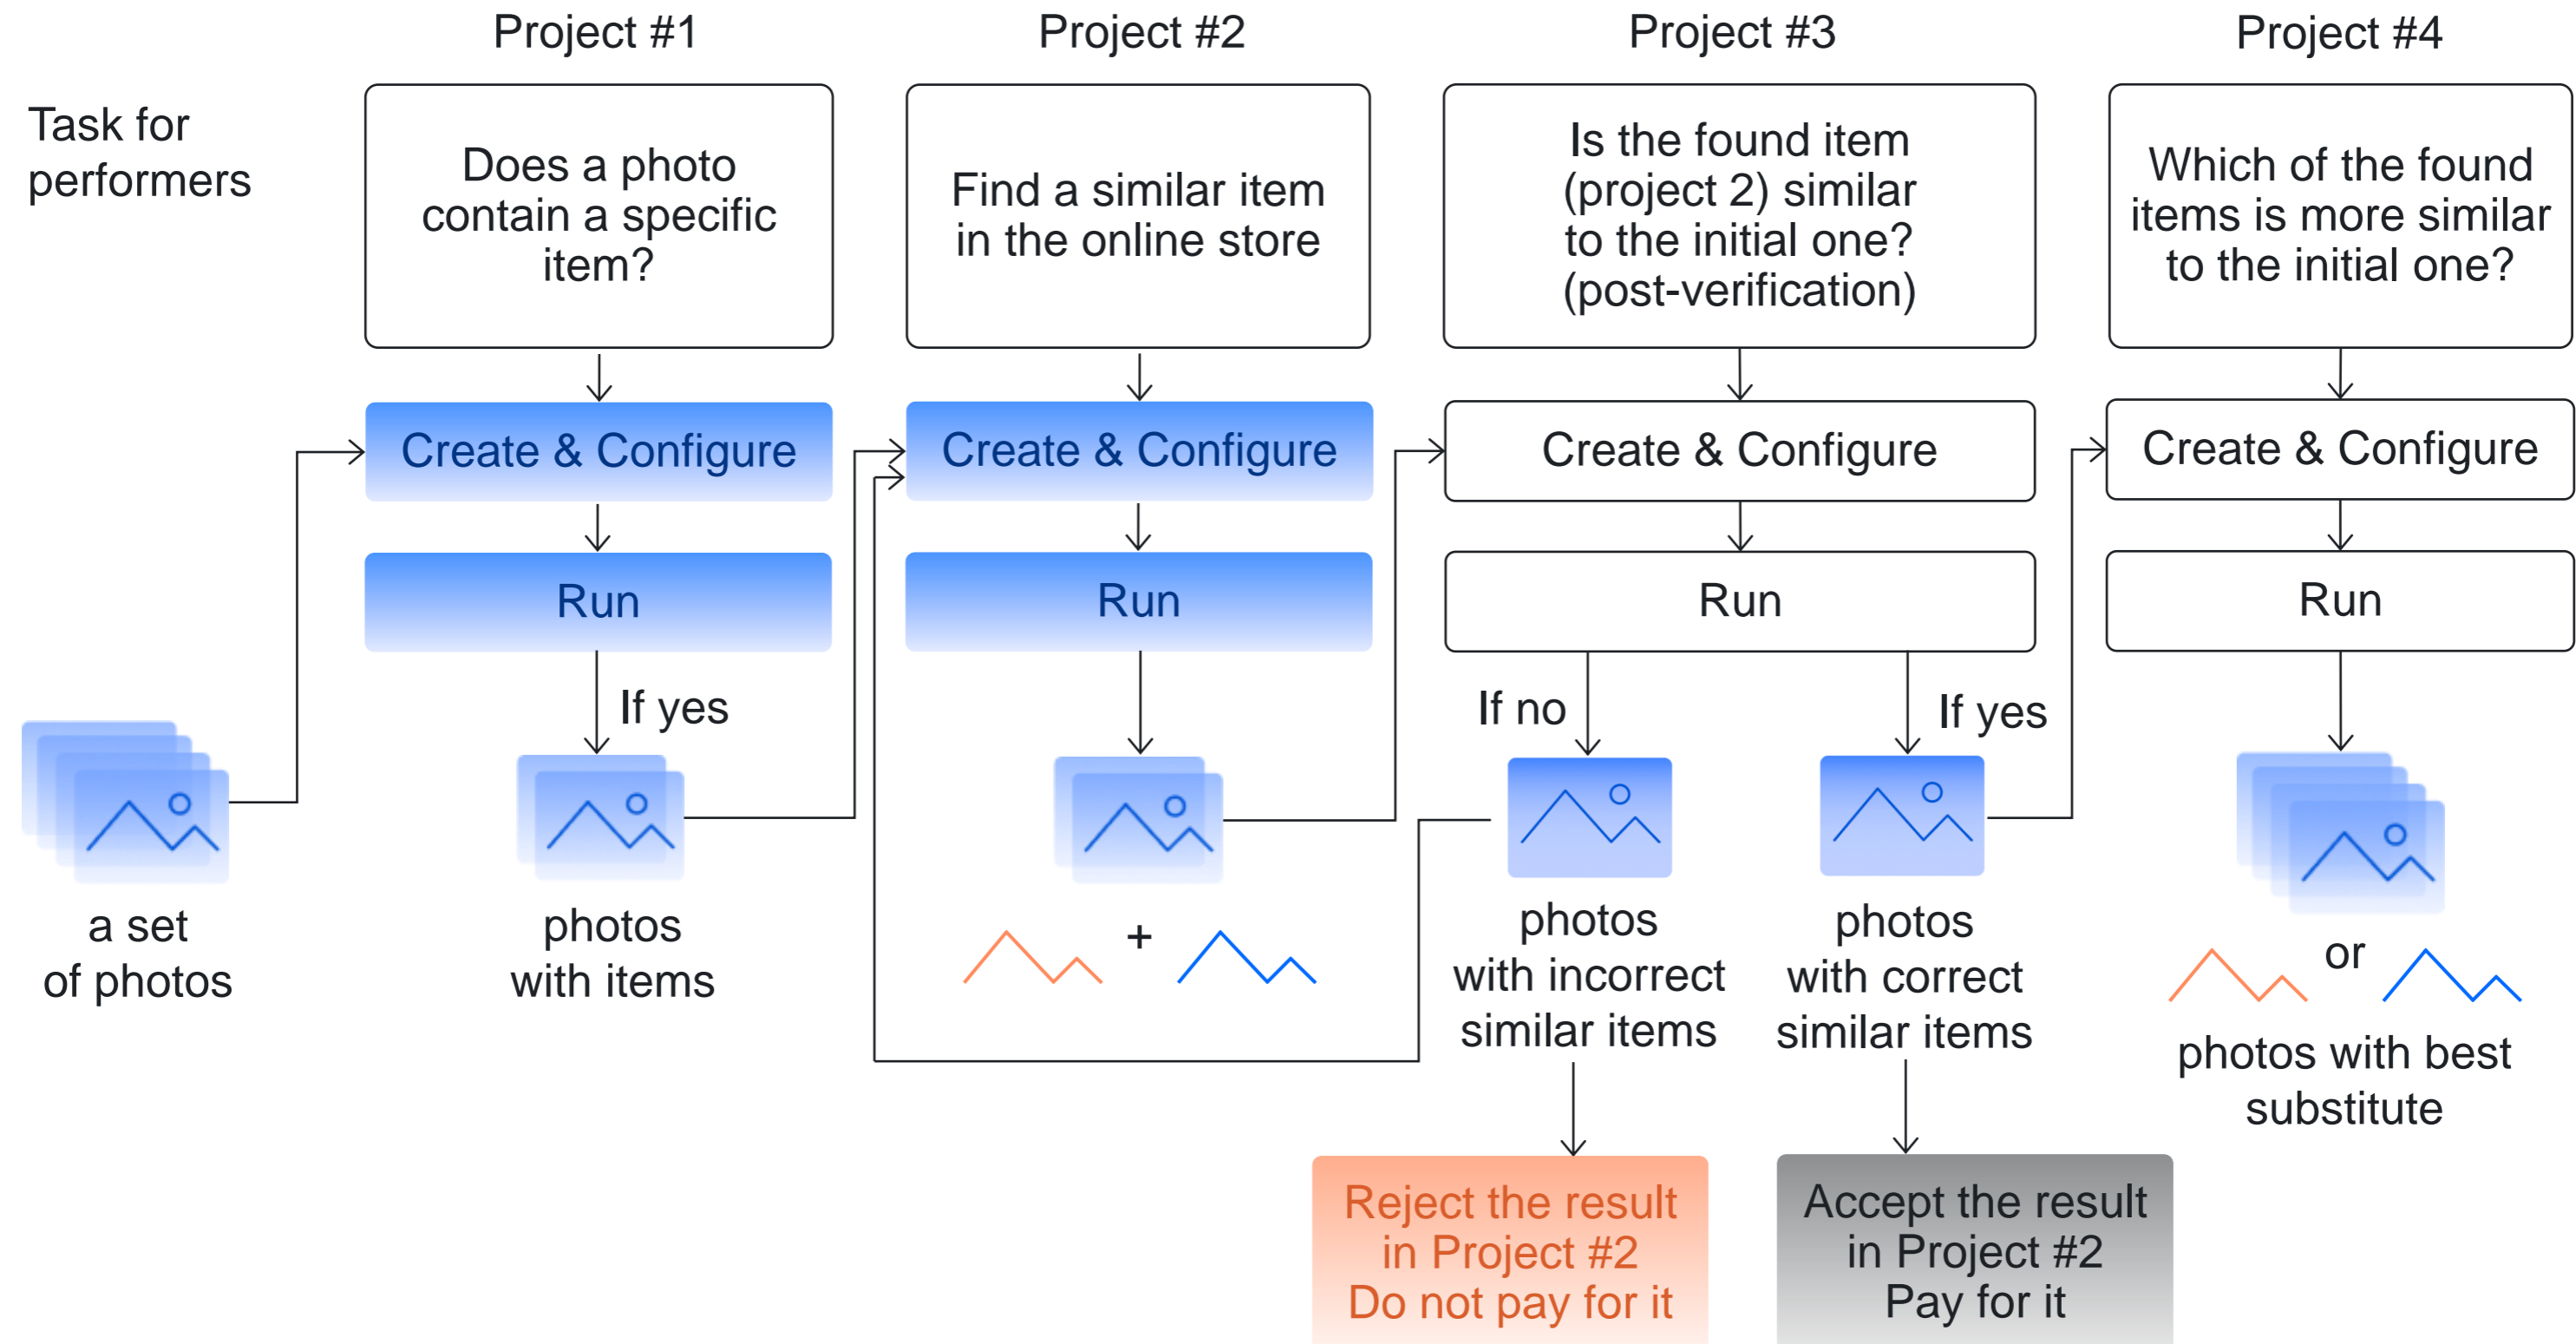 Project #1
Project #2
Project #3
Project #4
Task for
performers
Does a photo
contain a specific
item?
Find a similar item
in the online store
Is the found item
(project 2) similar
to the initial one?
(post-verification)
Which of the found
items is more similar
to the initial one?
Create & Configure
Create & Configure
Create & Configure
Create & Configure
Run
Run
Run
Run
If yes
If no
If yes
a set
of photos
photos
with items
+
photos
with incorrect
similar items
photos
with correct
similar items
or
photos with best
substitute
Reject the result
in Project #2
Do not pay for it
Accept the result
in Project #2
Pay for it